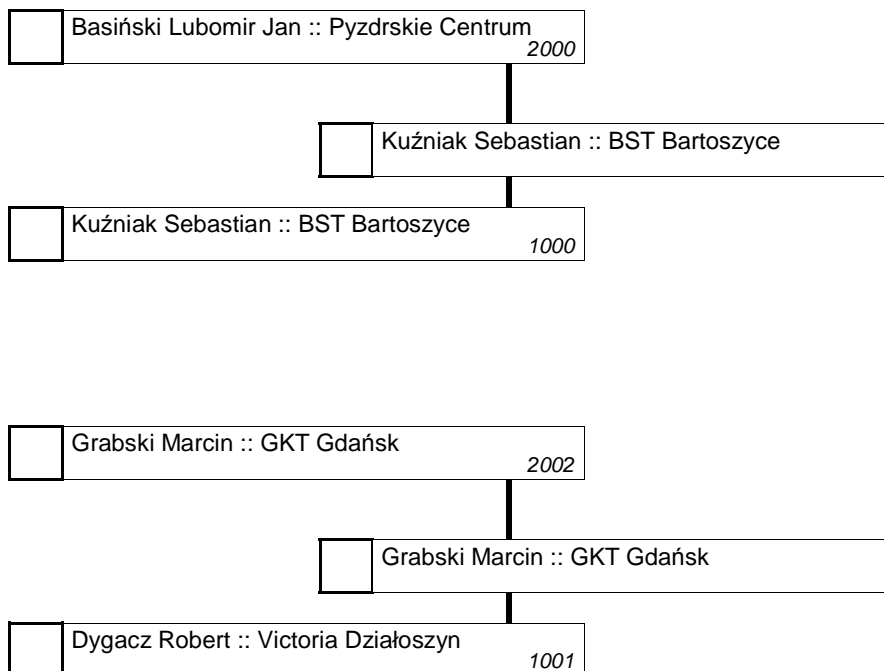 Basiński Lubomir Jan :: Pyzdrskie Centrum
2000
Kuźniak Sebastian :: BST Bartoszyce
Kuźniak Sebastian :: BST Bartoszyce
1000
Grabski Marcin :: GKT Gdańsk
2002
Grabski Marcin :: GKT Gdańsk
Dygacz Robert :: Victoria Działoszyn
1001